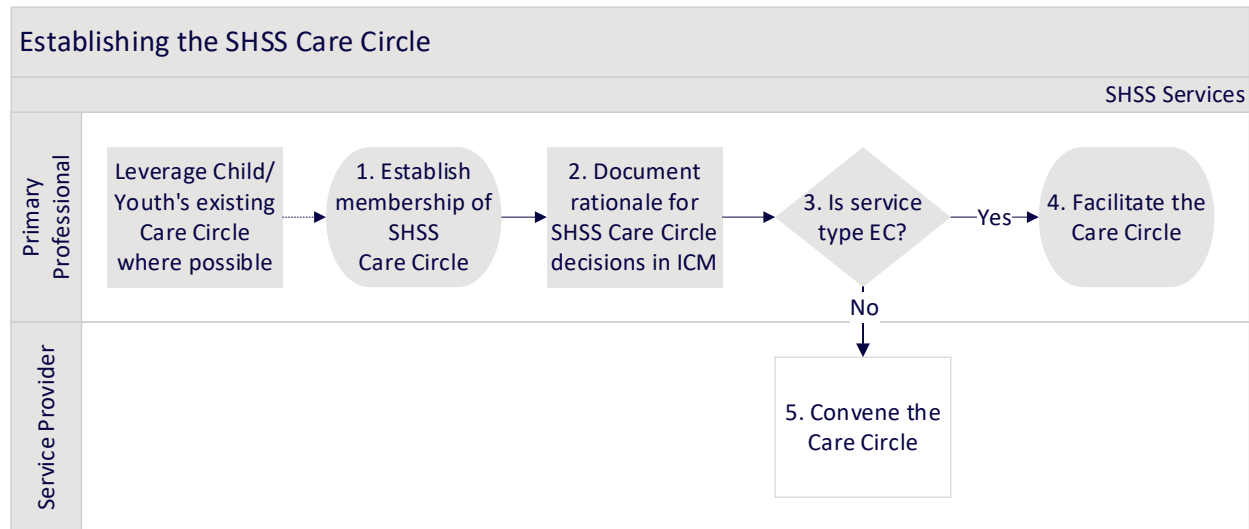 Establishing the SHSS Care Circle
SHSS Services
Primary
Professional
Leverage Child/
Youth's existing
Care Circle
where possible
1. Establish
membership of
SHSS
Care Circle
2. Document
rationale for
SHSS Care Circle
decisions in ICM
3. Is service
type EC?
Yes
4. Facilitate the
Care Circle
No
Service Provider
5. Convene the
Care Circle